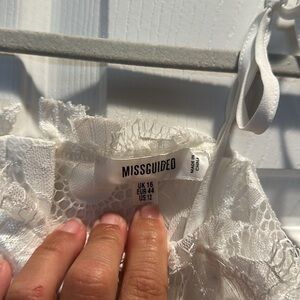 MISSGUIDED
UK 16
EUR 44
US 12
MADE IN
CHINA